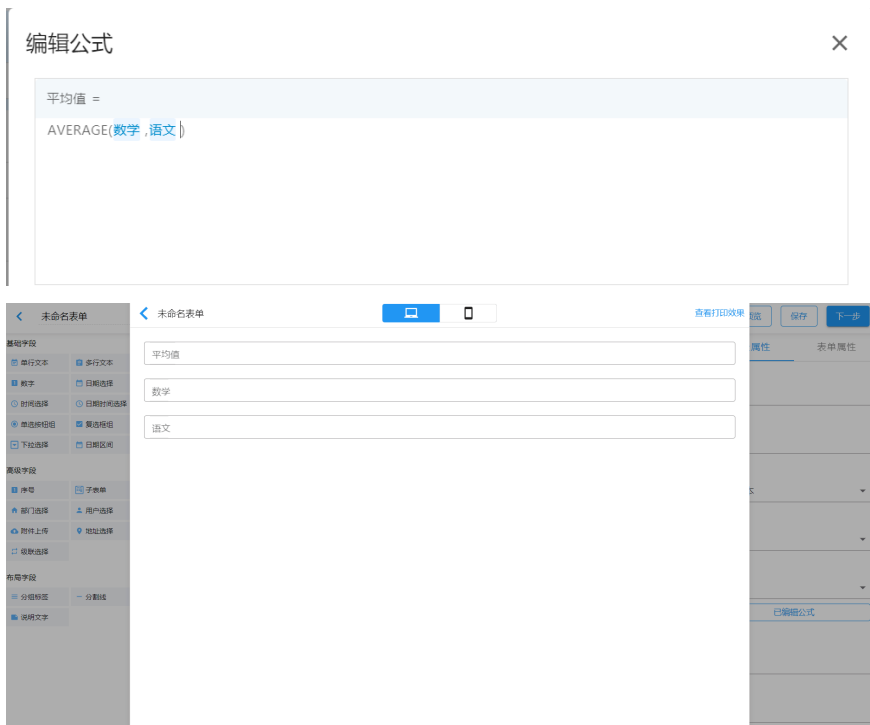 编辑公式
平均值 =
AVERAGE(数学 ,语文 )
未命名表单
未命名表单
查看打印效果
预览
保存
下一步
基础字段
属性
表单属性
单行文本
多行文本
数字
日期选择
时间选择
日期时间选择
单选按钮组
复选框组
下拉选择
日期区间
高级字段
序号
子表单
部门选择
用户选择
附件上传
地址选择
级联选择
布局字段
分组标签
分割线
说明文字
平均值
数学
语文
已编辑公式